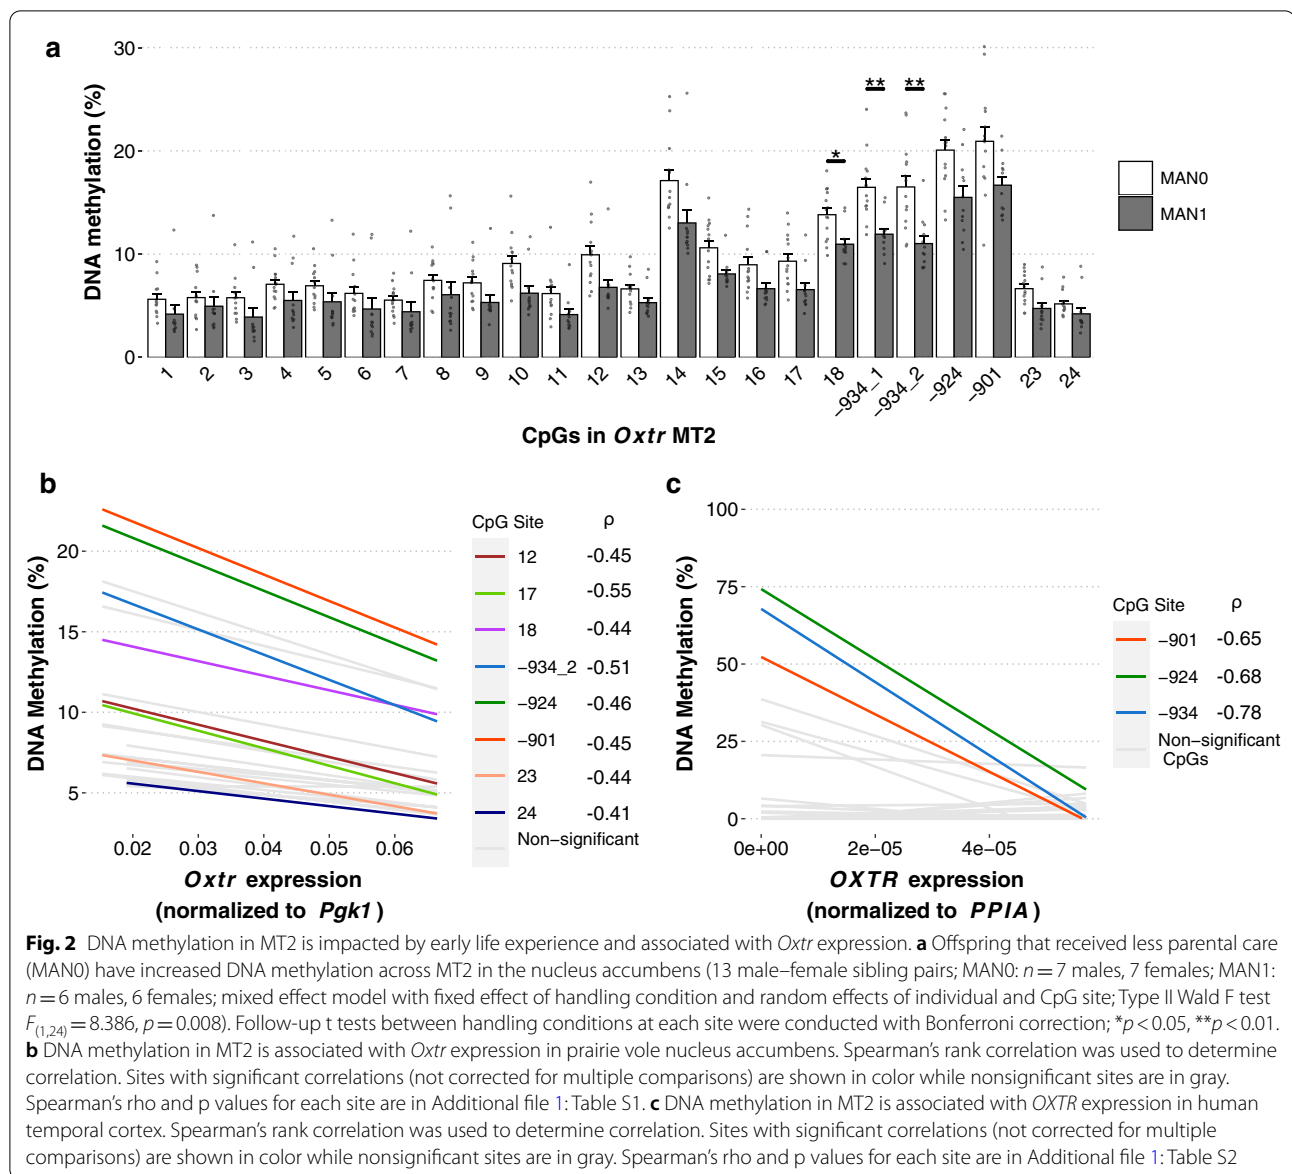 a
30
20
10
0
DNA methylation (%)
* ** **
MAN0
MAN1
1 2 3 4 5 6 7 8 9 10 11 12 13 14 15 16 17 18 −934_1 −934_2 −924 −901 23 24
CpGs in Oxtr MT2
b
DNA Methylation (%)
20
15
10
5
0.02 0.03 0.04 0.05 0.06
Oxtr expression
(normalized to Pgk1)
CpG Site ρ
12 -0.45
17 -0.55
18 -0.44
−934_2 -0.51
−924 -0.46
−901 -0.45
23 -0.44
24 -0.41
Non−significant
c
DNA Methylation (%)
100
75
50
25
0
0e+00 2e−05 4e−05
OXTR expression
(normalized to PPIA)
CpG Site ρ
−901 -0.65
−924 -0.68
−934 -0.78
Non−significant
CpGs
Fig. 2 DNA methylation in MT2 is impacted by early life experience and associated with Oxtr expression. a Offspring that received less parental care
(MAN0) have increased DNA methylation across MT2 in the nucleus accumbens (13 male–female sibling pairs; MAN0: n = 7 males, 7 females; MAN1:
n = 6 males, 6 females; mixed effect model with fixed effect of handling condition and random effects of individual and CpG site; Type II Wald F test
F(1,24) = 8.386, p = 0.008). Follow-up t tests between handling conditions at each site were conducted with Bonferroni correction; *p < 0.05, **p < 0.01.
b DNA methylation in MT2 is associated with Oxtr expression in prairie vole nucleus accumbens. Spearman’s rank correlation was used to determine
correlation. Sites with significant correlations (not corrected for multiple comparisons) are shown in color while nonsignificant sites are in gray.
Spearman’s rho and p values for each site are in Additional file 1: Table S1. c DNA methylation in MT2 is associated with OXTR expression in human
temporal cortex. Spearman’s rank correlation was used to determine correlation. Sites with significant correlations (not corrected for multiple
comparisons) are shown in color while nonsignificant sites are in gray. Spearman’s rho and p values for each site are in Additional file 1: Table S2